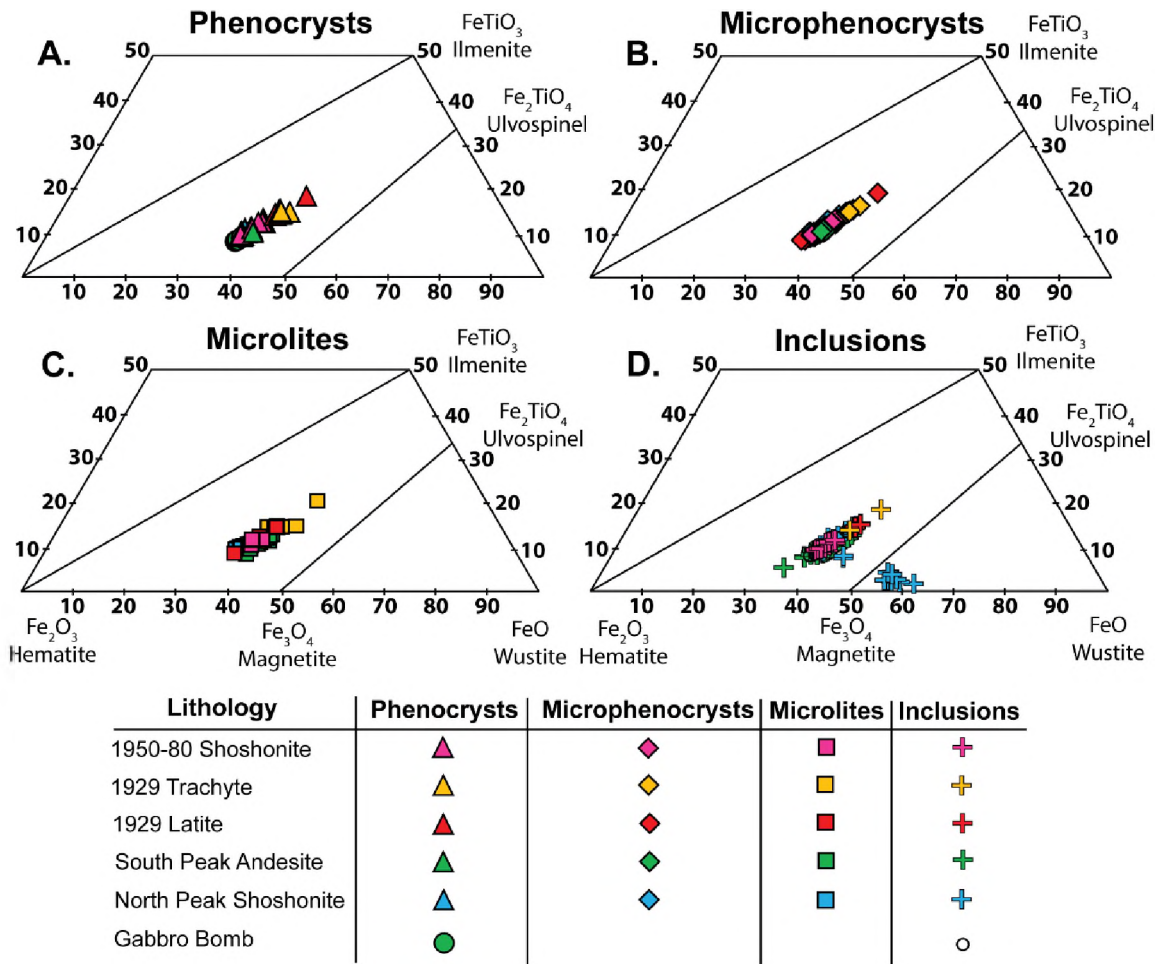 Phenocrysts
A.
FeTiO₃
Ilmenite
50
50
40
40
Fe₂TiO₄
Ulvospinel
30
30
20
20
10
10
10 20 30 40 50 60 70 80 90
Microphenocrysts
B.
FeTiO₃
Ilmenite
50
50
40
40
Fe₂TiO₄
Ulvospinel
30
30
20
20
10
10
10 20 30 40 50 60 70 80 90
Microlites
C.
FeTiO₃
Ilmenite
50
50
40
40
Fe₂TiO₄
Ulvospinel
30
30
20
20
10
10
10 20 30 40 50 60 70 80 90
Fe₂O₃ Fe₃O₄ FeO
Hematite Magnetite Wustite
Inclusions
D.
FeTiO₃
Ilmenite
50
50
40
40
Fe₂TiO₄
Ulvospinel
30
30
20
20
10
10
10 20 30 40 50 60 70 80 90
Fe₂O₃ Fe₃O₄ FeO
Hematite Magnetite Wustite
Lithology Phenocrysts Microphenocrysts Microlites Inclusions
1950-80 Shoshonite
1929 Trachyte
1929 Latite
South Peak Andesite
North Peak Shoshonite
Gabbro Bomb